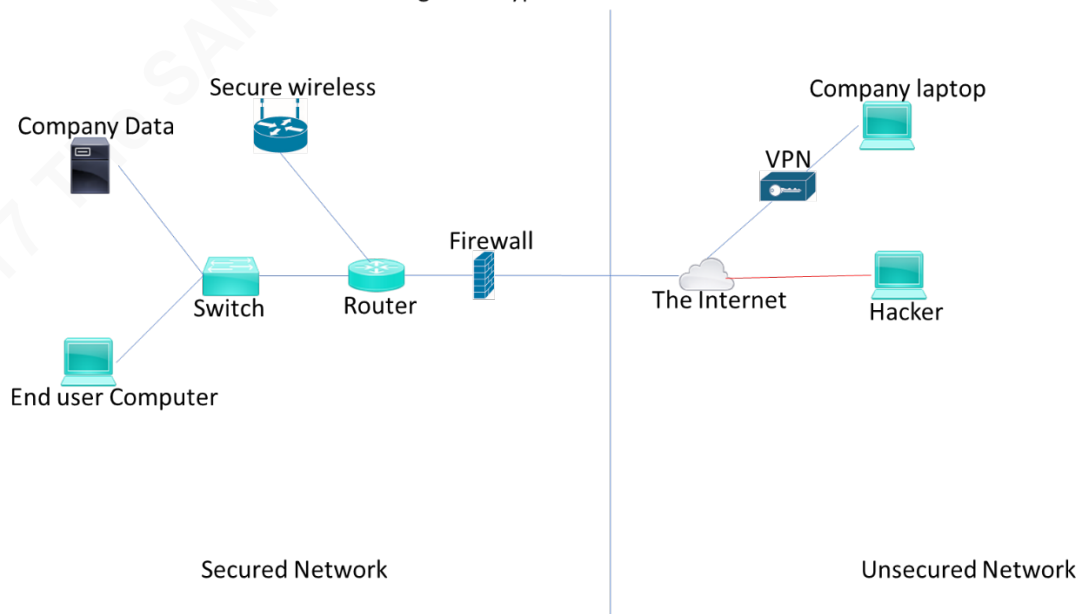 Secure wireless
Company laptop
Company Data
VPN
Firewall
Switch
Router
The Internet
Hacker
End user Computer
Secured Network
Unsecured Network